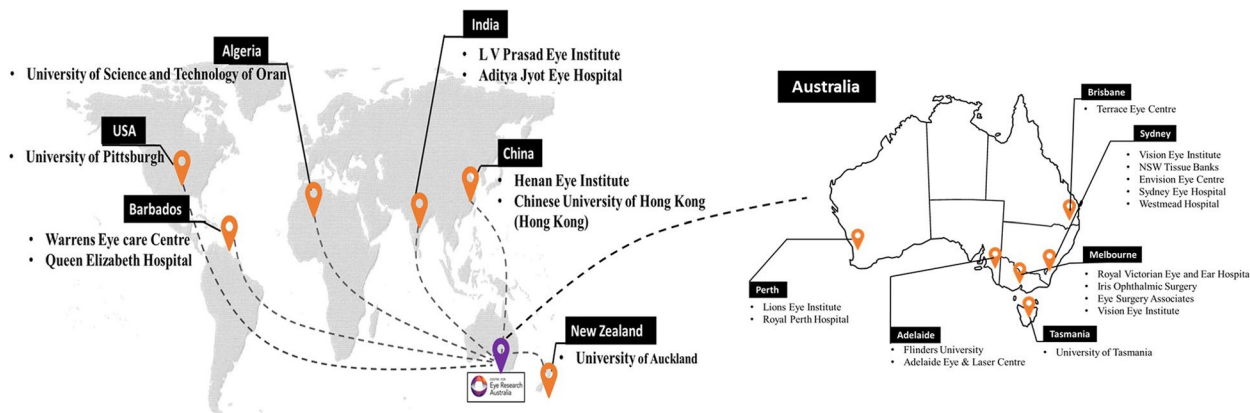 India
• L V Prasad Eye Institute
• Aditya Jyot Eye Hospital
Algeria
• University of Science and Technology of Oran
USA
• University of Pittsburgh
China
• Henan Eye Institute
• Chinese University of Hong Kong
(Hong Kong)
Barbados
• Warrens Eye care Centre
• Queen Elizabeth Hospital
New Zealand
• University of Auckland
CENTRE FOR
Eye Research
Australia
Australia
Brisbane
• Terrace Eye Centre
Sydney
• Vision Eye Institute
• NSW Tissue Banks
• Envision Eye Centre
• Sydney Eye Hospital
• Westmead Hospital
Melbourne
• Royal Victorian Eye and Ear Hospita
• Iris Ophthalmic Surgery
• Eye Surgery Associates
• Vision Eye Institute
Perth
• Lions Eye Institute
• Royal Perth Hospital
Adelaide
• Flinders University
• Adelaide Eye & Laser Centre
Tasmania
• University of Tasmania